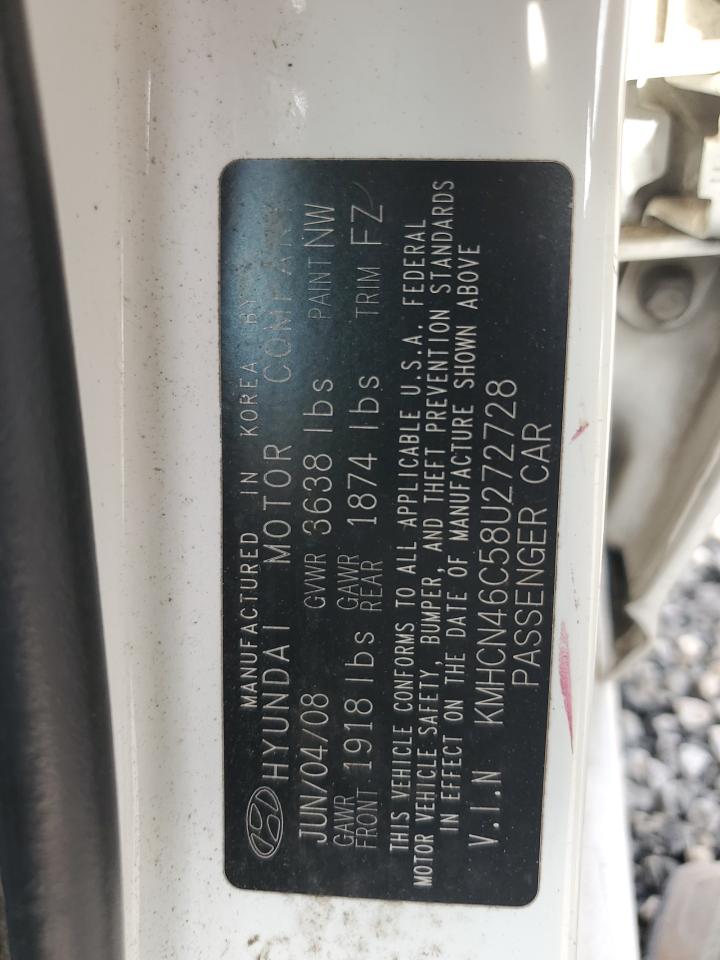 MANUFACTURED IN KOREA BY
HYUNDAI MOTOR COMPANY
JUN/04/08 GVWR 3638 lbs PAINT NW
GAWR FRONT 1918 lbs GAWR REAR 1874 lbs TRIM FZ
THIS VEHICLE CONFORMS TO ALL APPLICABLE U.S.A. FEDERAL
MOTOR VEHICLE SAFETY, BUMPER, AND THEFT PREVENTION STANDARDS
IN EFFECT ON THE DATE OF MANUFACTURE SHOWN ABOVE
V.I.N KMHCN46C58U272728
PASSENGER CAR